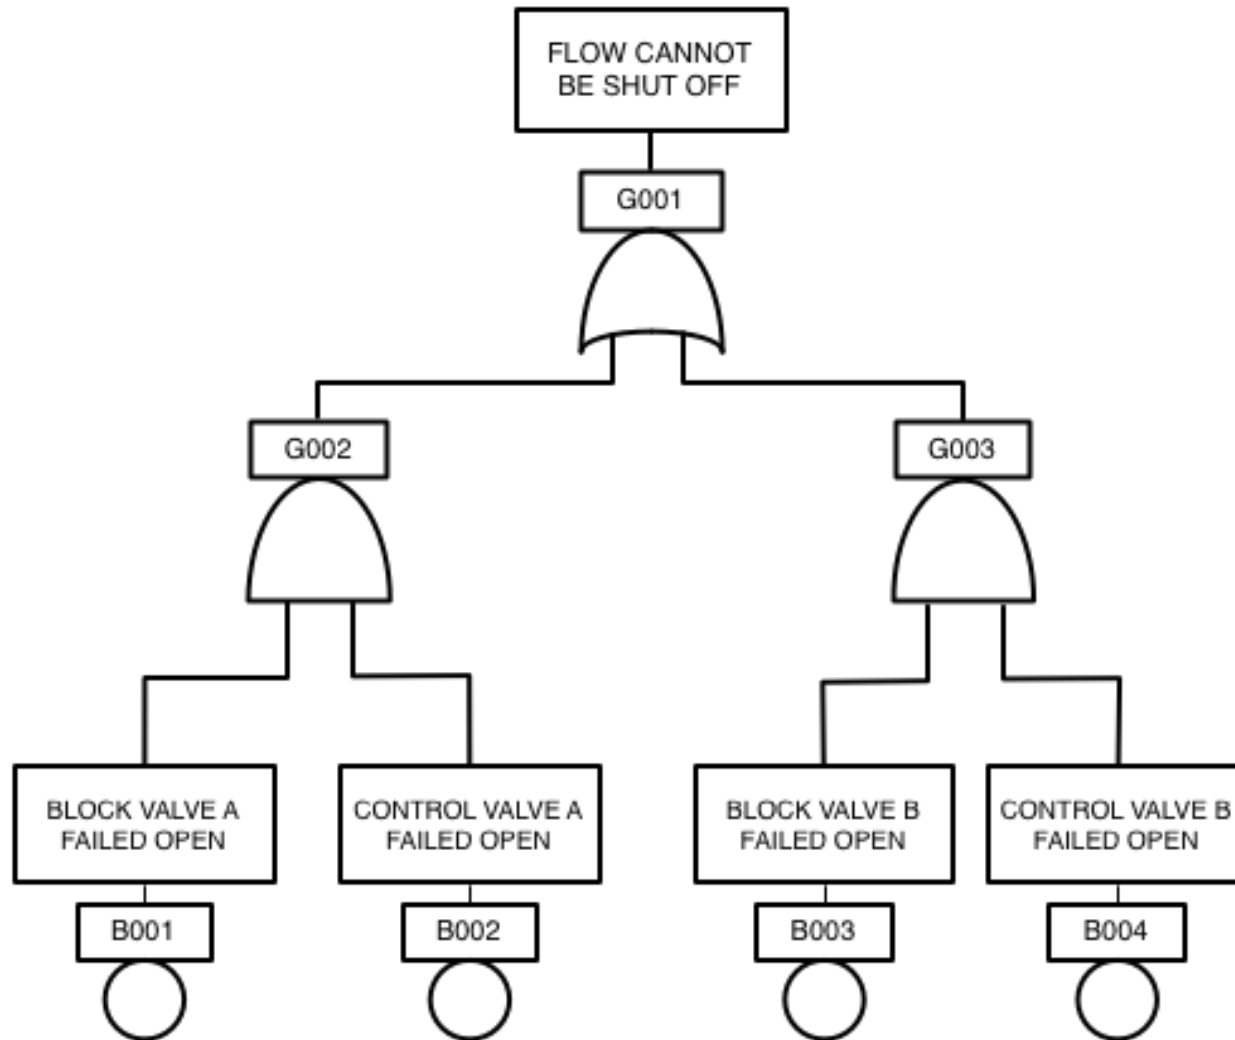 FLOW CANNOT
BE SHUT OFF
G001
G002
G003
BLOCK VALVE A
FAILED OPEN
CONTROL VALVE A
FAILED OPEN
BLOCK VALVE B
FAILED OPEN
CONTROL VALVE B
FAILED OPEN
B001
B002
B003
B004